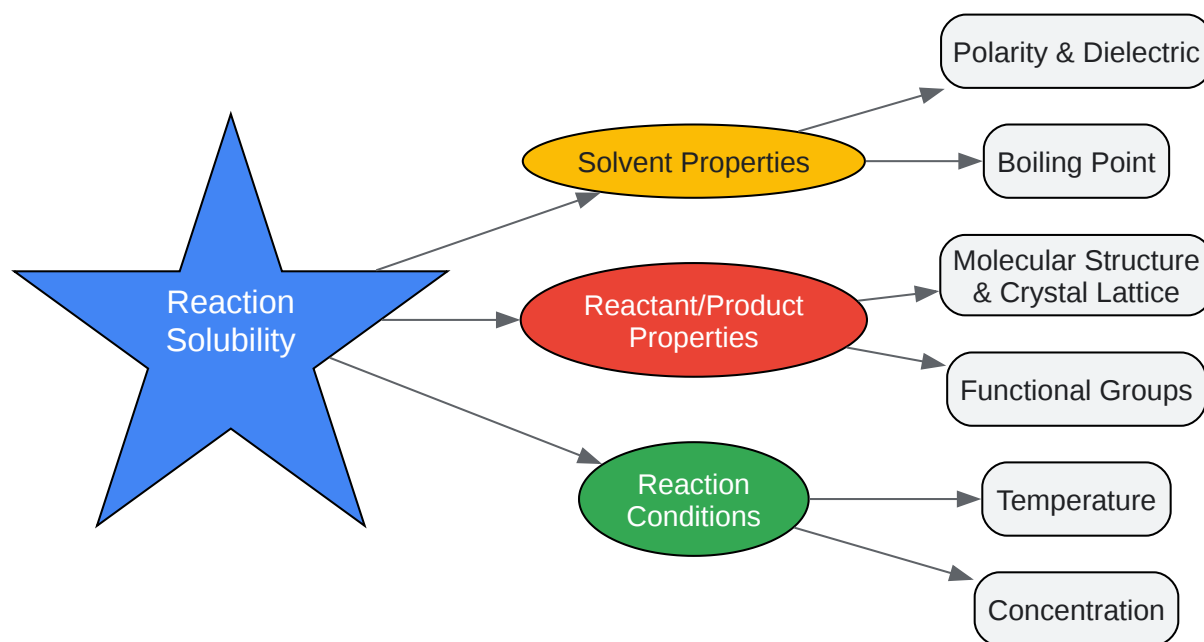 Reaction
Solubility
Solvent Properties
Reactant/Product
Properties
Reaction
Conditions
Polarity & Dielectric
Boiling Point
Molecular Structure
& Crystal Lattice
Functional Groups
Temperature
Concentration